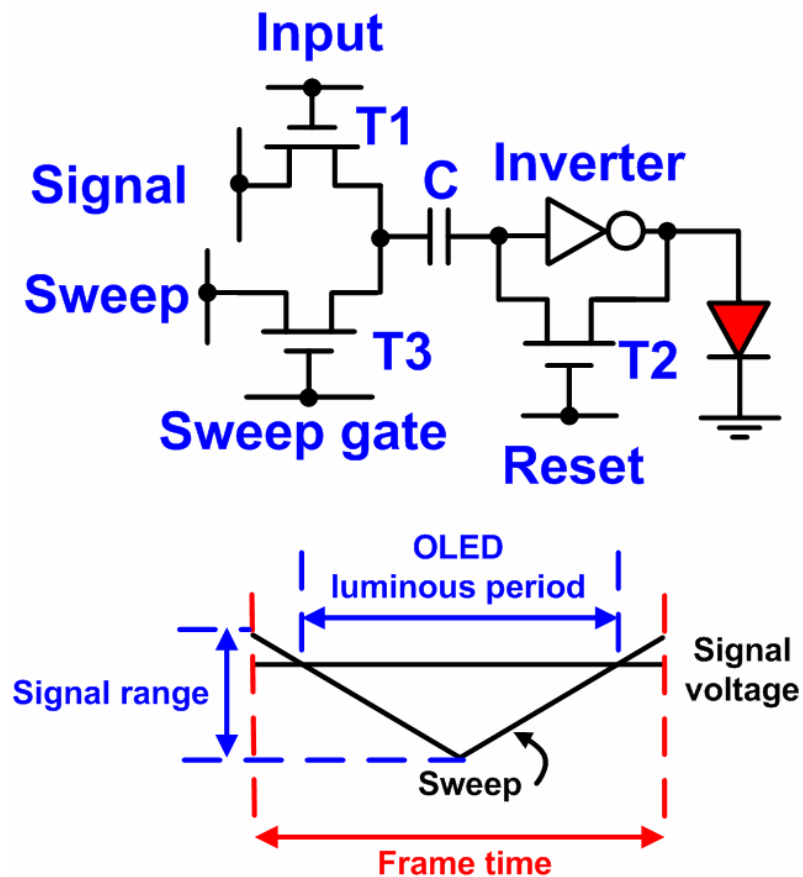 Input
T1
Signal
C
Inverter
Sweep
T3
T2
Sweep gate
Reset
OLED
luminous period
Signal range
Signal
voltage
Sweep
Frame time